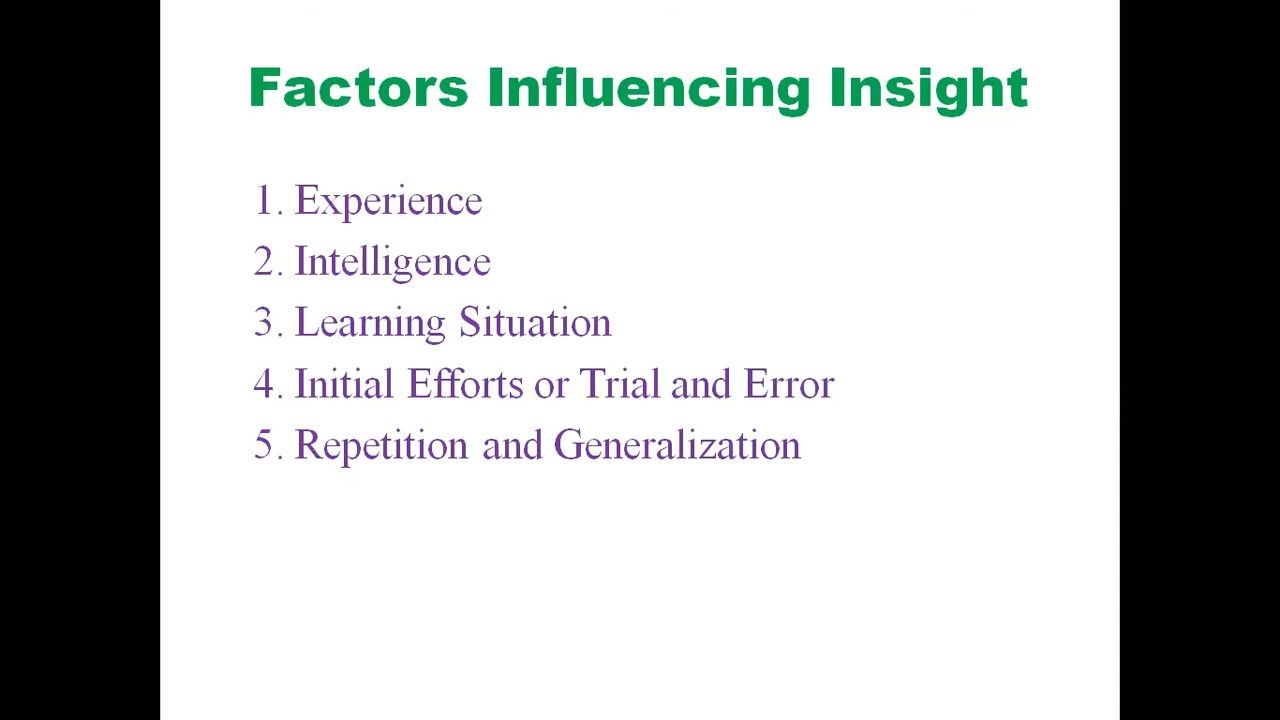 Factors Influencing Insight
1. Experience
2. Intelligence
3. Learning Situation
4. Initial Efforts or Trial and Error
5. Repetition and Generalization